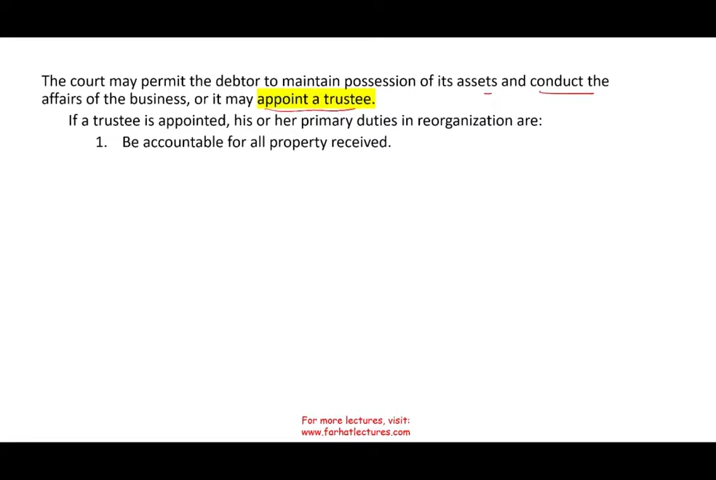 The court may permit the debtor to maintain possession of its assets and conduct the
affairs of the business, or it may appoint a trustee.
If a trustee is appointed, his or her primary duties in reorganization are:
1. Be accountable for all property received.
For more lectures, visit:
www.farhatlectures.com